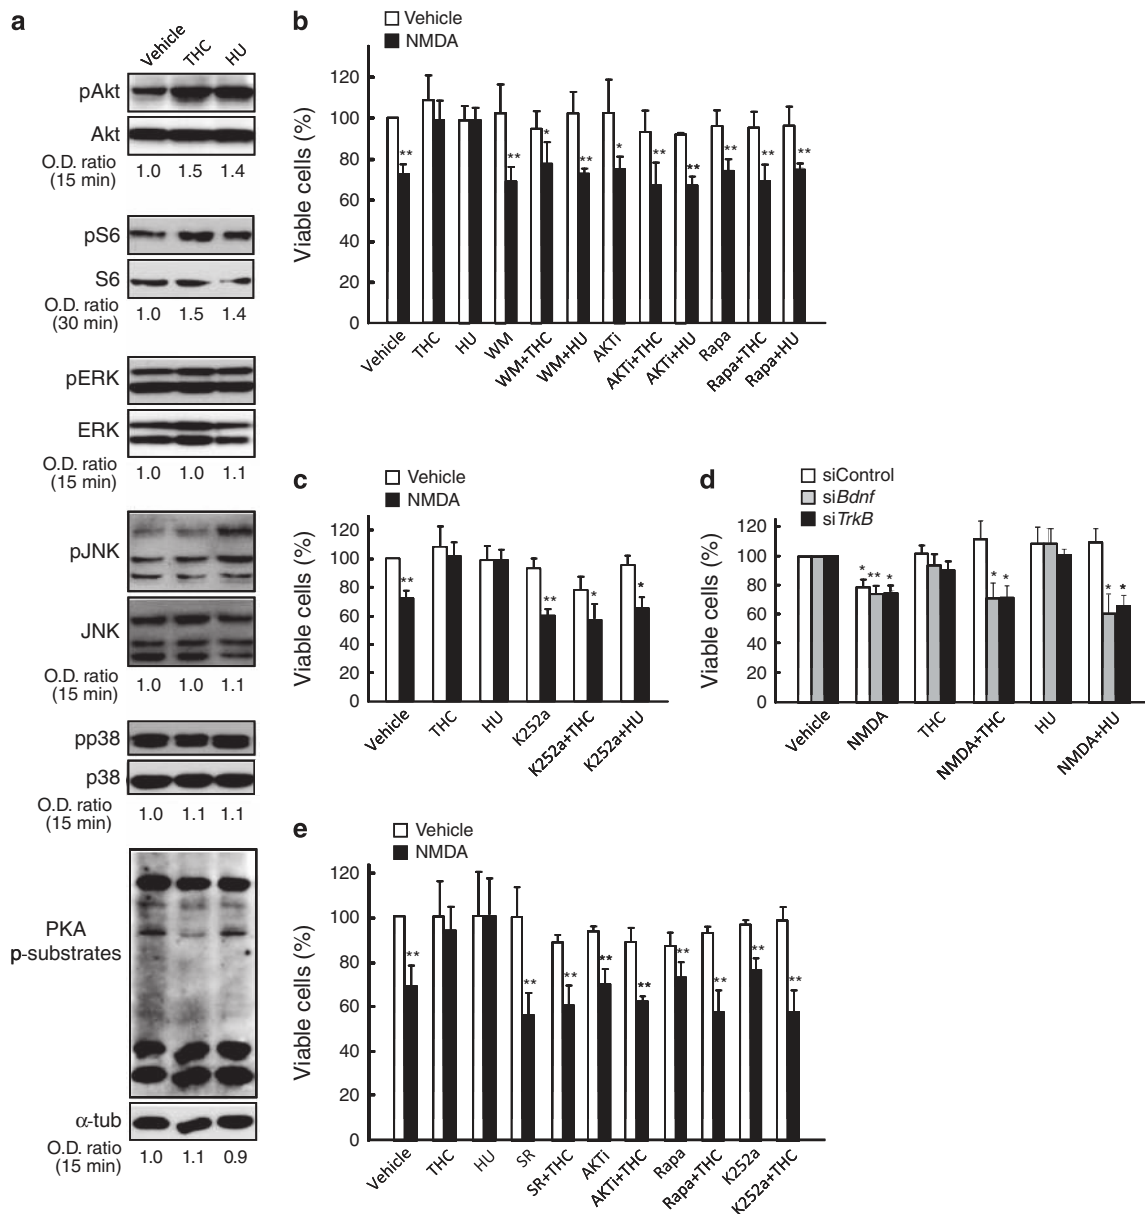 a
Vehicle
THC
HU
pAkt
Akt
O.D. ratio
(15 min)
1.0 1.5 1.4
pS6
S6
O.D. ratio
(30 min)
1.0 1.5 1.4
pERK
ERK
O.D. ratio
(15 min)
1.0 1.0 1.1
pJNK
JNK
O.D. ratio
(15 min)
1.0 1.0 1.1
pp38
p38
O.D. ratio
(15 min)
1.0 1.1 1.1
PKA
p-substrates
α-tub
O.D. ratio
(15 min)
1.0 1.1 0.9
b
Vehicle
NMDA
Viable cells (%)
120
100
80
60
40
20
0
** ** * ** * ** ** ** ** **
Vehicle
THC
HU
WM
WM+THC
WM+HU
AKTi
AKTi+THC
AKTi+HU
Rapa
Rapa+THC
Rapa+HU
c
Vehicle
NMDA
Viable cells (%)
120
100
80
60
40
20
0
** ** * *
Vehicle
THC
HU
K252a
K252a+THC
K252a+HU
d
siControl
siBdnf
siTrkB
Viable cells (%)
120
100
80
60
40
20
0
* ** * * * * *
Vehicle
NMDA
THC
NMDA+THC
HU
NMDA+HU
e
Vehicle
NMDA
Viable cells (%)
120
100
80
60
40
20
0
** ** ** ** ** ** ** ** **
Vehicle
THC
HU
SR
SR+THC
AKTi
AKTi+THC
Rapa
Rapa+THC
K252a
K252a+THC